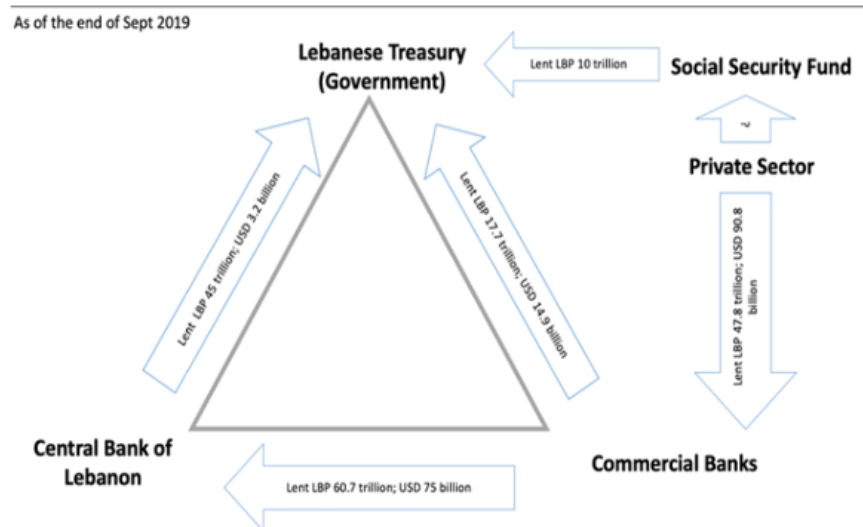 As of the end of Sept 2019
Lebanese Treasury
(Government)
Lent LBP 10 trillion
Social Security Fund
?
Private Sector
Lent LBP 45 trillion; USD 3.2 billion
Lent LBP 17.7 trillion; USD 14.9 billion
Lent LBP 47.8 trillion; USD 90.8
billion
Central Bank of
Lebanon
Commercial Banks
Lent LBP 60.7 trillion; USD 75 billion